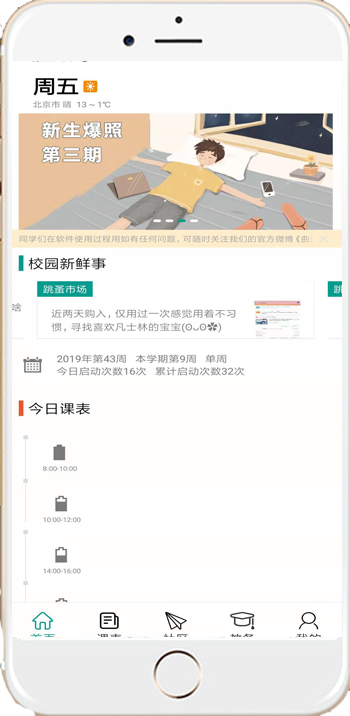 周五
北京市 晴 13 ~ 1℃
新生爆照
第三期
同学们在软件使用过程用如有任何问题，可随时关注我们的官方微博《曲
校园新鲜事
跳蚤市场
跳
啥
近两天购入，仅用过一次感觉用着不习
惯，寻找喜欢凡士林的宝宝(ʘᴗʘ✿)
2019年第43周 本学期第9周 单周
今日启动次数16次 累计启动次数32次
今日课表
8:00-10:00
10:00-12:00
14:00-16:00
首页 课表 社区 教务 我的